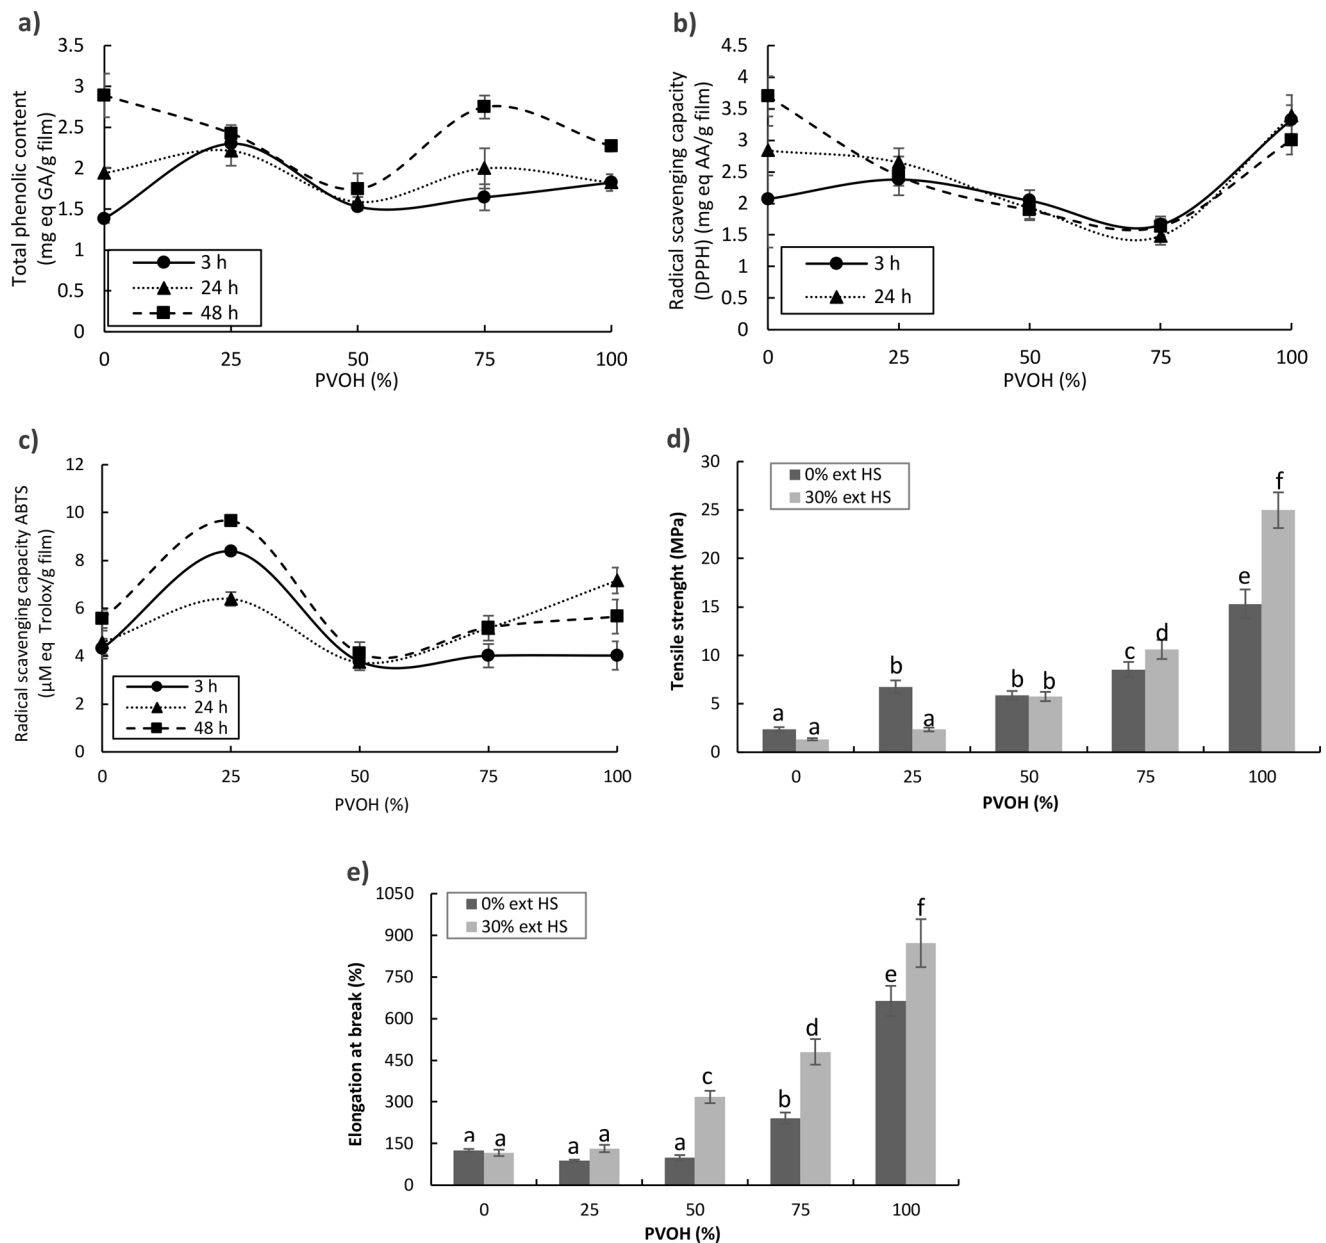 a)
3.5
3
2.5
2
1.5
1
0.5
0
Total phenolic content
(mg eq GA/g film)
3 h
24 h
48 h
0 25 50 75 100
PVOH (%)
b)
4.5
4
3.5
3
2.5
2
1.5
1
0.5
0
Radical scavenging capacity
(DPPH) (mg eq AA/g film)
3 h
24 h
0 25 50 75 100
PVOH (%)
c)
12
10
8
6
4
2
0
Radical scavenging capacity ABTS
(µM eq Trolox/g film)
3 h
24 h
48 h
0 25 50 75 100
PVOH (%)
d)
30
25
20
15
10
5
0
Tensile strenght (MPa)
0% ext HS
30% ext HS
a a b a b b c d e f
0 25 50 75 100
PVOH (%)
e)
1050
900
750
600
450
300
150
0
Elongation at break (%)
0% ext HS
30% ext HS
a a a a a c b d e f
0 25 50 75 100
PVOH (%)